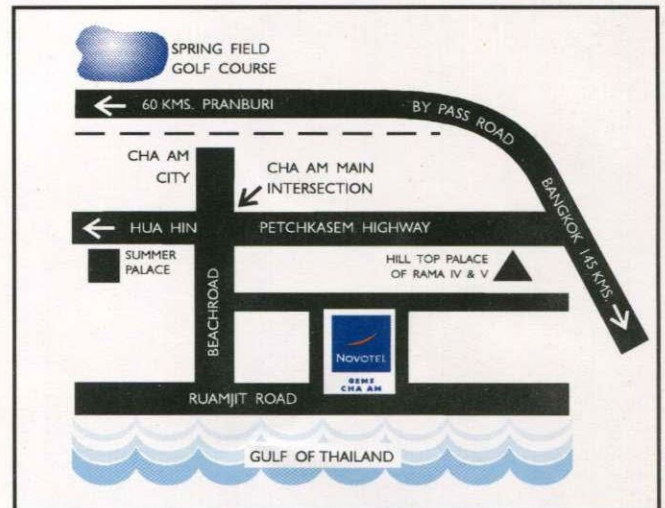 SPRING FIELD
GOLF COURSE
60 KMS. PRANBURI
BY PASS ROAD
BANGKOK 145 KMS.
CHA AM
CITY
CHA AM MAIN
INTERSECTION
HUA HIN
PETCHKASEM HIGHWAY
SUMMER
PALACE
HILL TOP PALACE
OF RAMA IV & V
BEACHROAD
NOVOTEL
GEMS
CHA AM
RUAMJIT ROAD
GULF OF THAILAND